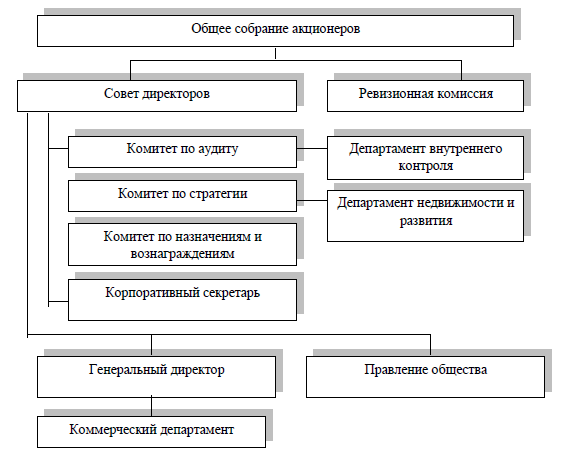 Общее собрание акционеров
Совет директоров
Ревизионная комиссия
Комитет по аудиту
Департамент внутреннего
контроля
Комитет по стратегии
Департамент недвижимости и
развития
Комитет по назначениям и
вознаграждениям
Корпоративный секретарь
Генеральный директор
Правление общества
Коммерческий департамент